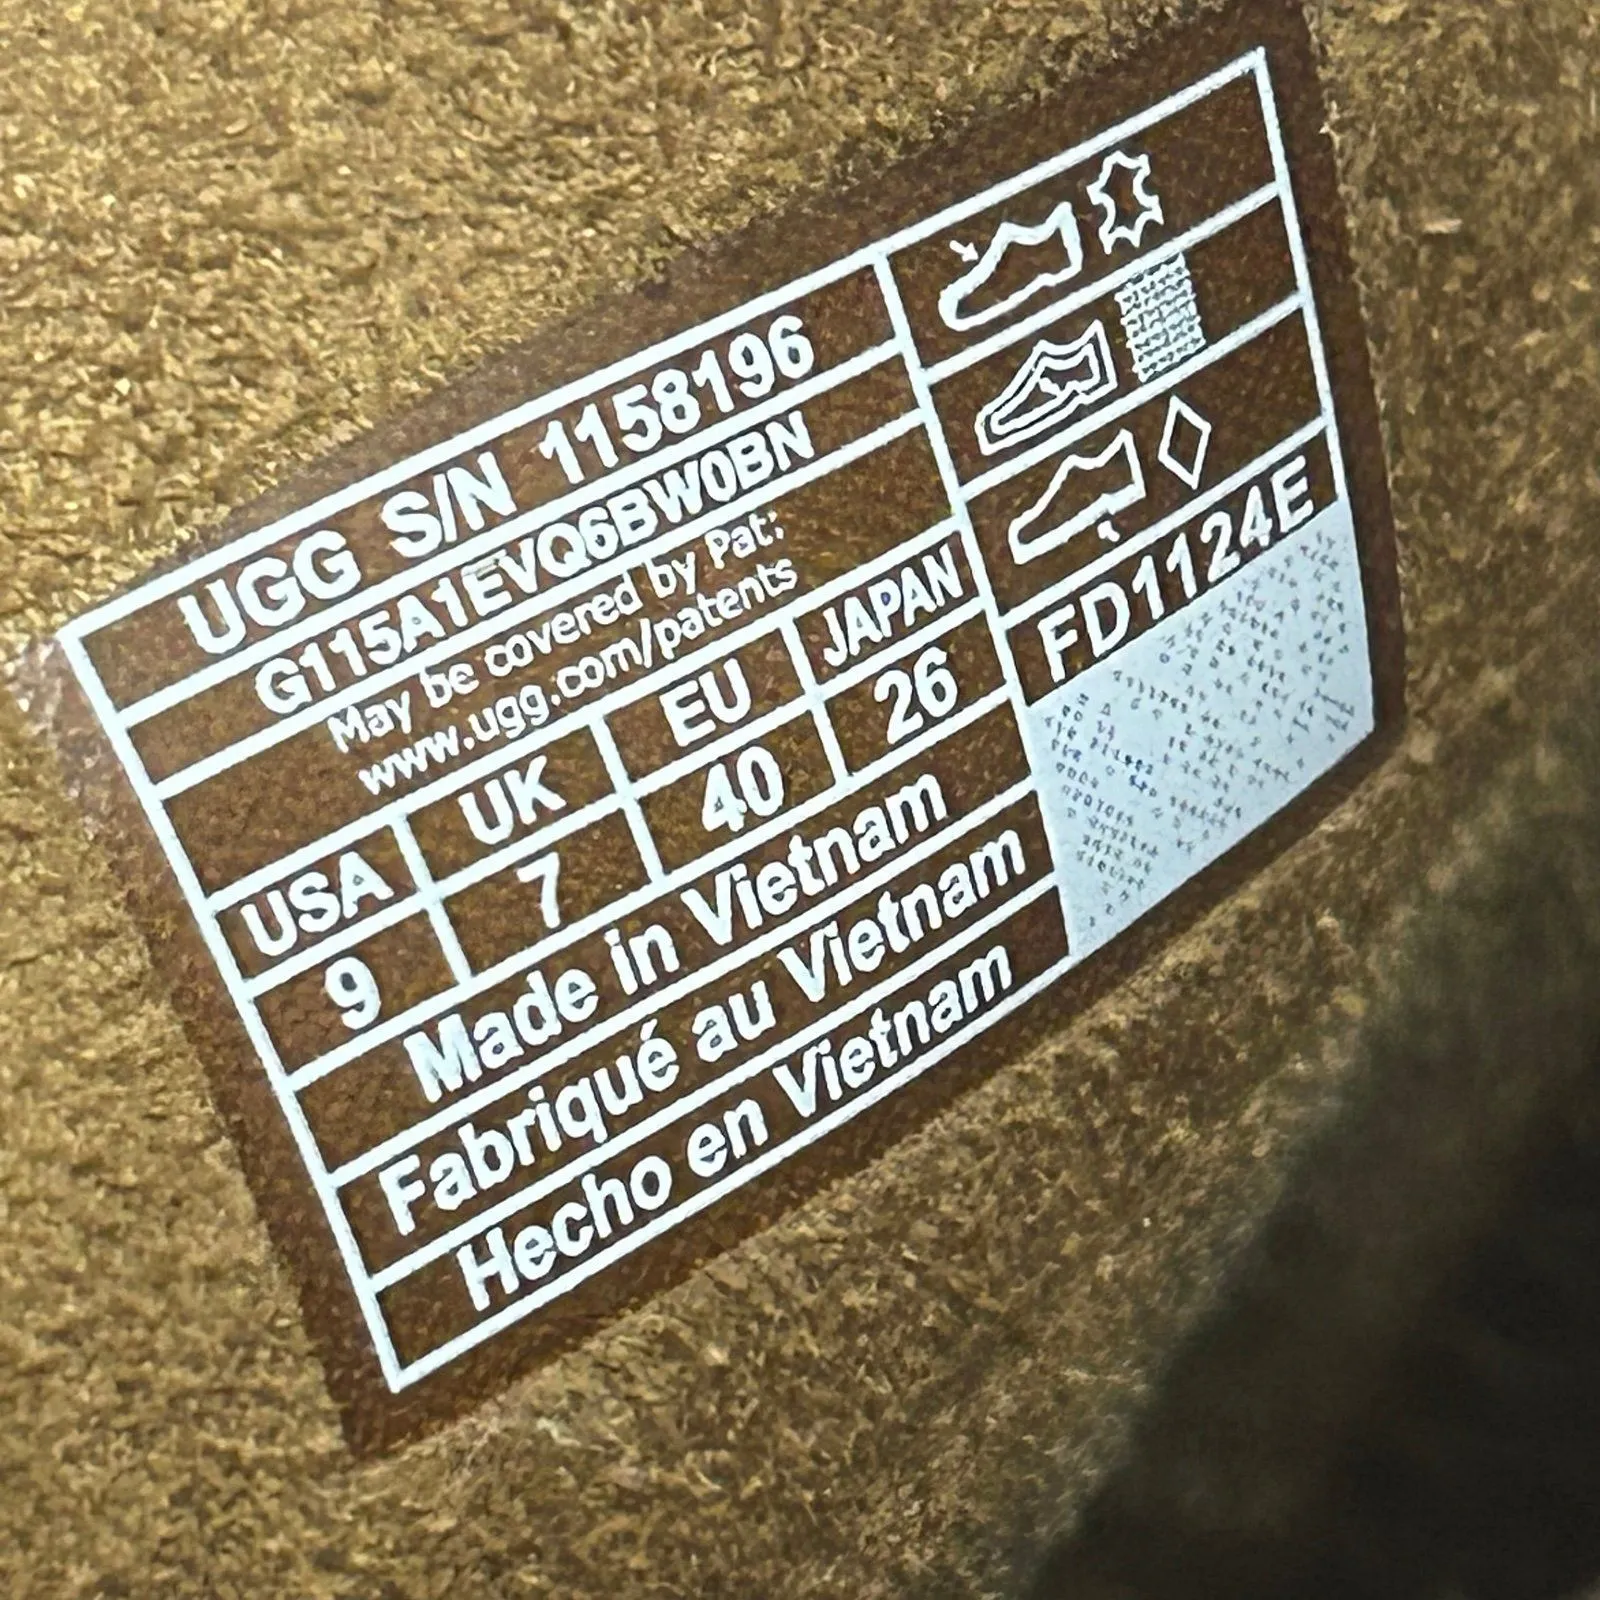 UGG S/N 1158196
G115A1EVQ6BW0BN
May be covered by Pat:
www.ugg.com/patents
USA UK EU JAPAN
9 7 40 26
Made in Vietnam
Fabriqué au Vietnam
Hecho en Vietnam
FD1124E